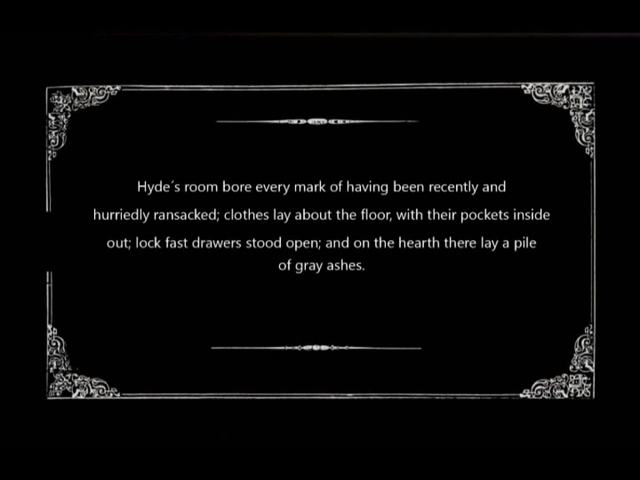 Hyde´s room bore every mark of having been recently and
hurriedly ransacked; clothes lay about the floor, with their pockets inside
out; lock fast drawers stood open; and on the hearth there lay a pile
of gray ashes.